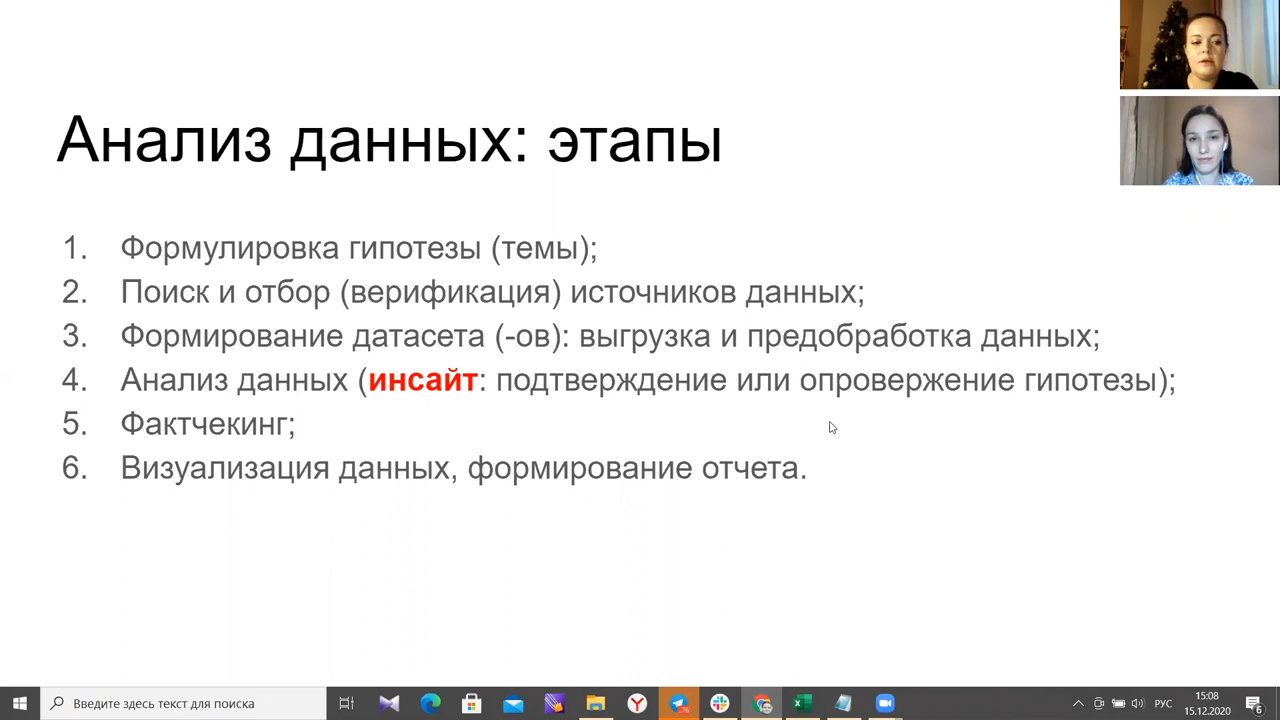 Анализ данных: этапы
1. Формулировка гипотезы (темы);
2. Поиск и отбор (верификация) источников данных;
3. Формирование датасета (-ов): выгрузка и предобработка данных;
4. Анализ данных (инсайт: подтверждение или опровержение гипотезы);
5. Фактчекинг;
6. Визуализация данных, формирование отчета.
Введите здесь текст для поиска
76
РУС
15:08
15.12.2020
6